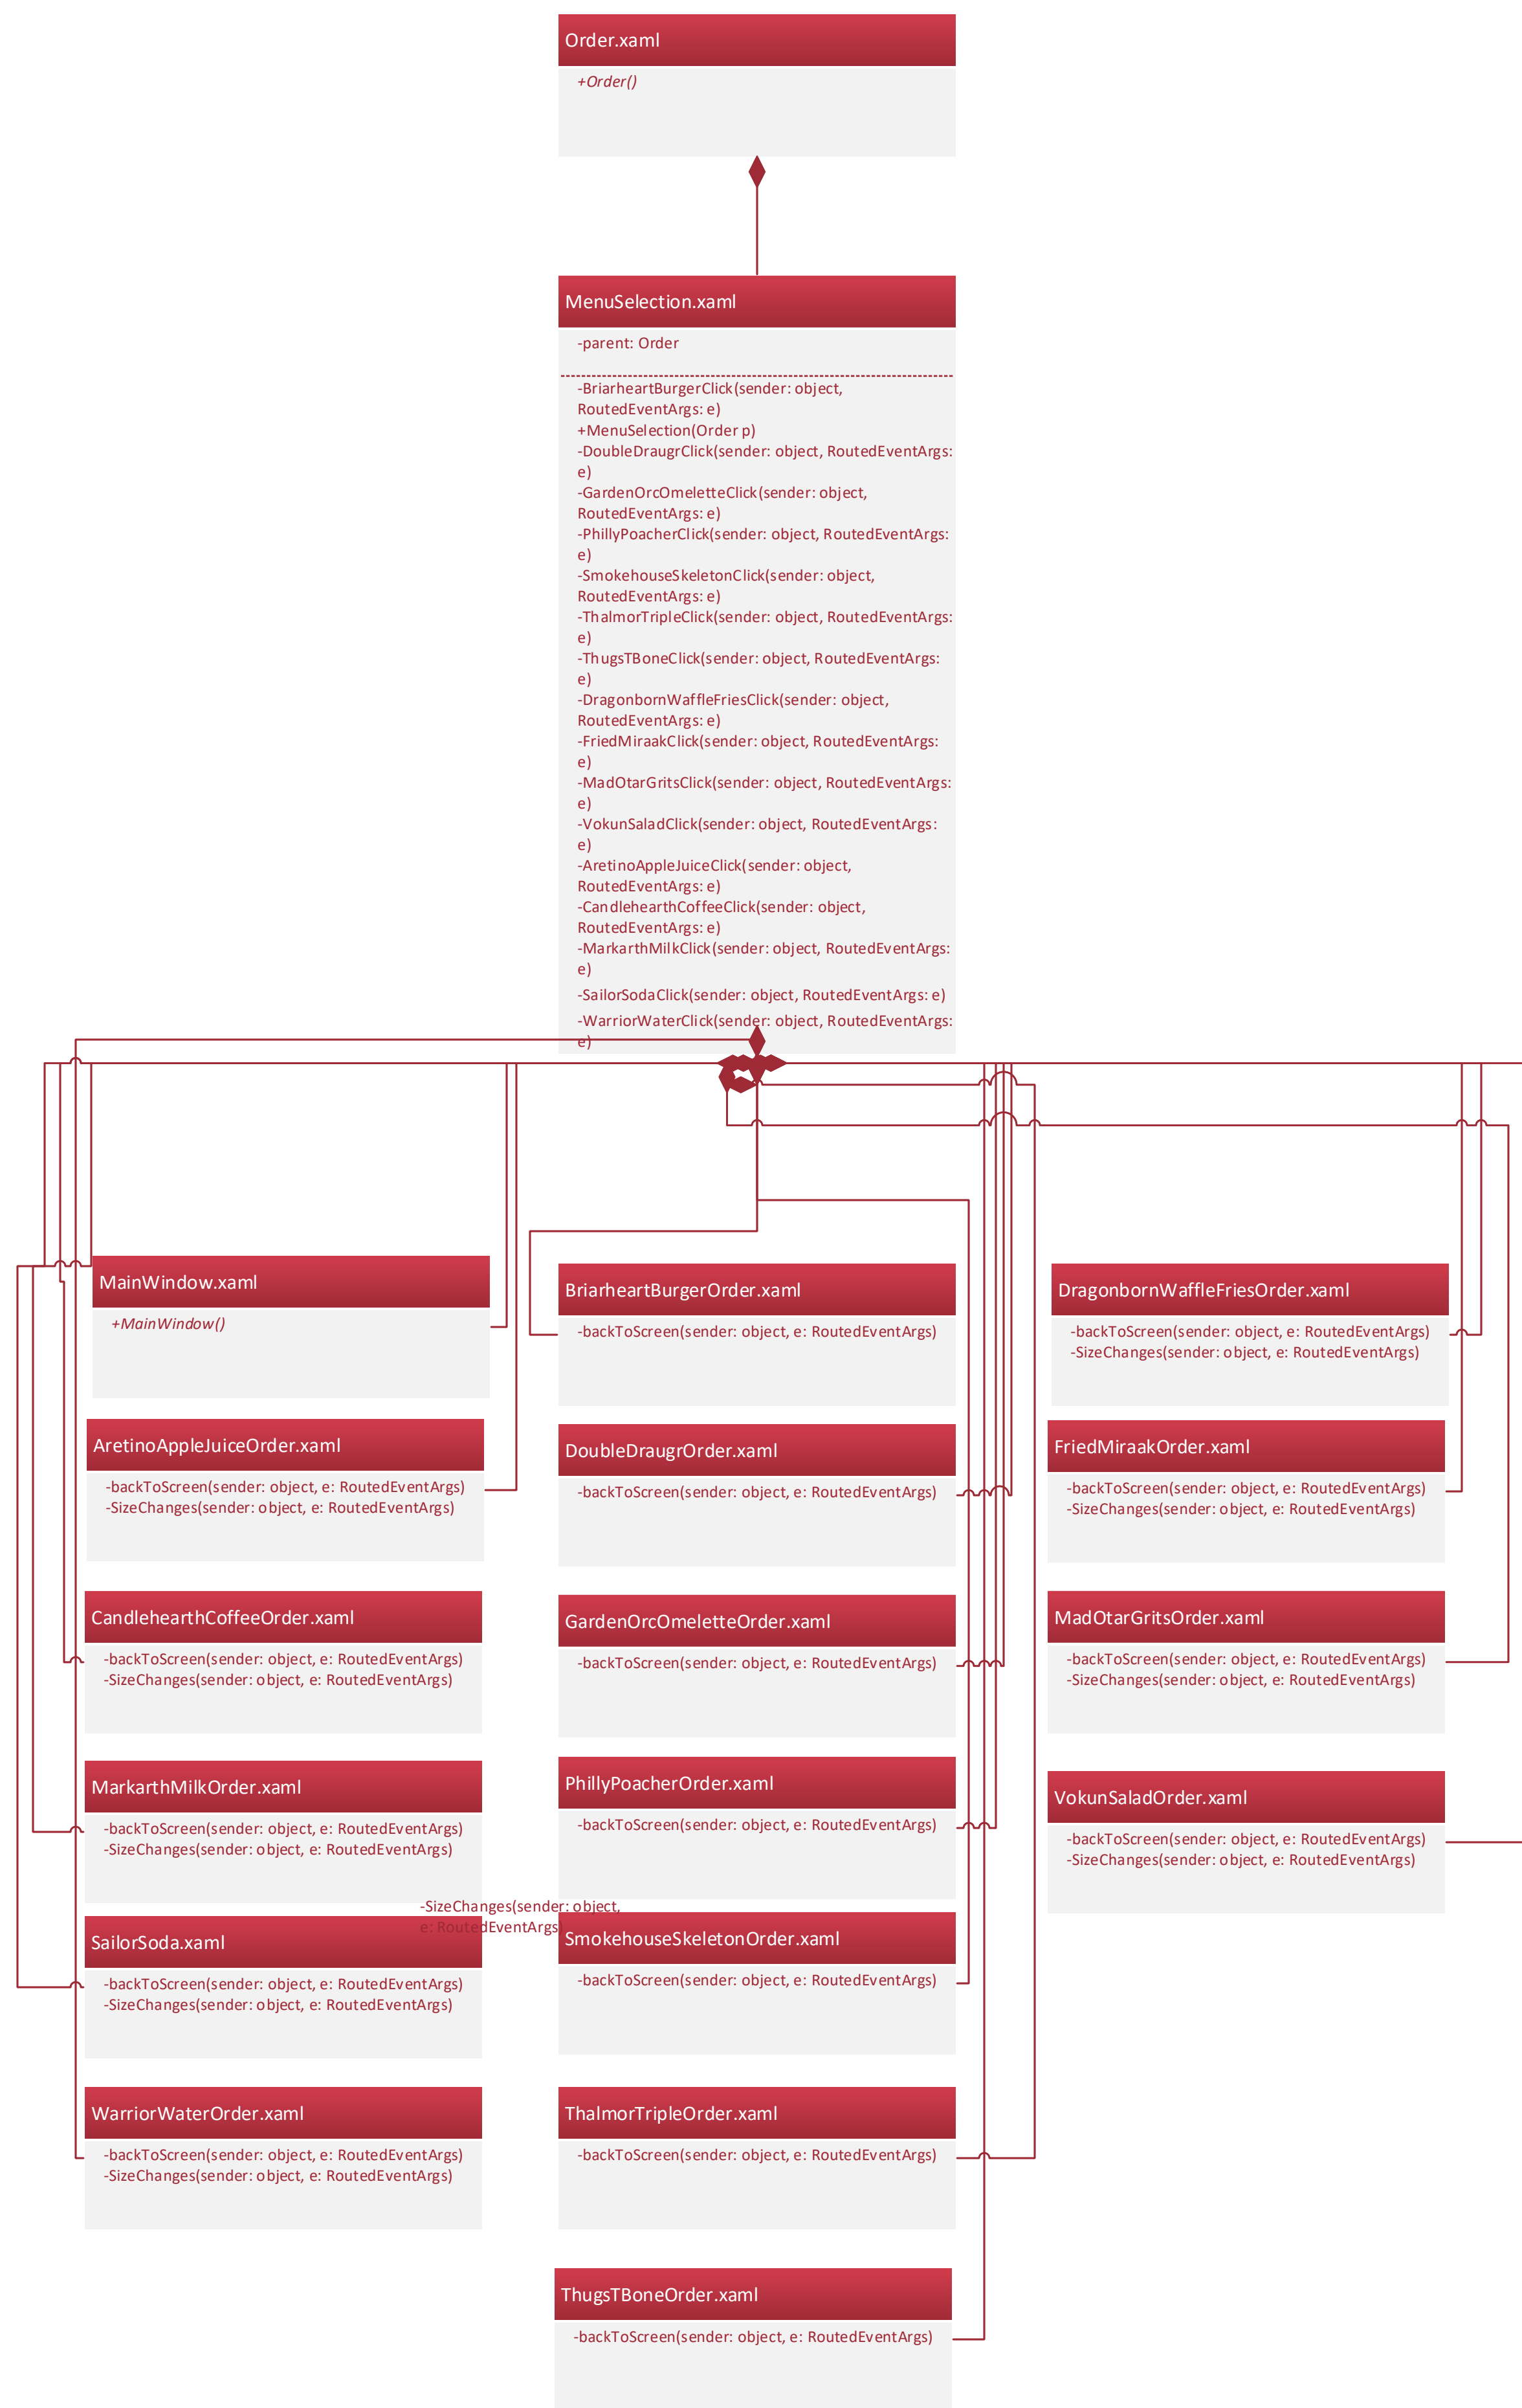 Order.xaml
+Order()
MenuSelection.xaml
-parent: Order
-BriarheartBurgerClick(sender: object,
RoutedEventArgs: e)
+MenuSelection(Order p)
-DoubleDraugrClick(sender: object, RoutedEventArgs:
e)
-GardenOrcOmeletteClick(sender: object,
RoutedEventArgs: e)
-PhillyPoacherClick(sender: object, RoutedEventArgs:
e)
-SmokehouseSkeletonClick(sender: object,
RoutedEventArgs: e)
-ThalmorTripleClick(sender: object, RoutedEventArgs:
e)
-ThugsTBoneClick(sender: object, RoutedEventArgs:
e)
-DragonbornWaffleFriesClick(sender: object,
RoutedEventArgs: e)
-FriedMiraakClick(sender: object, RoutedEventArgs:
e)
-MadOtarGritsClick(sender: object, RoutedEventArgs:
e)
-VokunSaladClick(sender: object, RoutedEventArgs:
e)
-AretinoAppleJuiceClick(sender: object,
RoutedEventArgs: e)
-CandlehearthCoffeeClick(sender: object,
RoutedEventArgs: e)
-MarkarthMilkClick(sender: object, RoutedEventArgs:
e)
-SailorSodaClick(sender: object, RoutedEventArgs: e)
-WarriorWaterClick(sender: object, RoutedEventArgs:
e)
MainWindow.xaml
+MainWindow()
AretinoAppleJuiceOrder.xaml
-backToScreen(sender: object, e: RoutedEventArgs)
-SizeChanges(sender: object, e: RoutedEventArgs)
CandlehearthCoffeeOrder.xaml
-backToScreen(sender: object, e: RoutedEventArgs)
-SizeChanges(sender: object, e: RoutedEventArgs)
MarkarthMilkOrder.xaml
-backToScreen(sender: object, e: RoutedEventArgs)
-SizeChanges(sender: object, e: RoutedEventArgs)
-SizeChanges(sender: object,
e: RoutedEventArgs)
SailorSoda.xaml
-backToScreen(sender: object, e: RoutedEventArgs)
-SizeChanges(sender: object, e: RoutedEventArgs)
WarriorWaterOrder.xaml
-backToScreen(sender: object, e: RoutedEventArgs)
-SizeChanges(sender: object, e: RoutedEventArgs)
BriarheartBurgerOrder.xaml
-backToScreen(sender: object, e: RoutedEventArgs)
DoubleDraugrOrder.xaml
-backToScreen(sender: object, e: RoutedEventArgs)
GardenOrcOmeletteOrder.xaml
-backToScreen(sender: object, e: RoutedEventArgs)
PhillyPoacherOrder.xaml
-backToScreen(sender: object, e: RoutedEventArgs)
SmokehouseSkeletonOrder.xaml
-backToScreen(sender: object, e: RoutedEventArgs)
ThalmorTripleOrder.xaml
-backToScreen(sender: object, e: RoutedEventArgs)
ThugsTBoneOrder.xaml
-backToScreen(sender: object, e: RoutedEventArgs)
DragonbornWaffleFriesOrder.xaml
-backToScreen(sender: object, e: RoutedEventArgs)
-SizeChanges(sender: object, e: RoutedEventArgs)
FriedMiraakOrder.xaml
-backToScreen(sender: object, e: RoutedEventArgs)
-SizeChanges(sender: object, e: RoutedEventArgs)
MadOtarGritsOrder.xaml
-backToScreen(sender: object, e: RoutedEventArgs)
-SizeChanges(sender: object, e: RoutedEventArgs)
VokunSaladOrder.xaml
-backToScreen(sender: object, e: RoutedEventArgs)
-SizeChanges(sender: object, e: RoutedEventArgs)